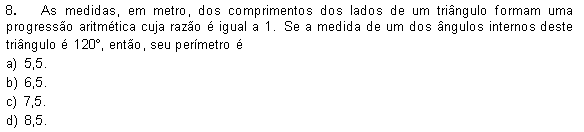 8. As medidas, em metro, dos comprimentos dos lados de um triângulo formam uma
progressão aritmética cuja razão é igual a 1. Se a medida de um dos ângulos internos deste
triângulo é 120°, então, seu perímetro é
a) 5,5.
b) 6,5.
c) 7,5.
d) 8,5.